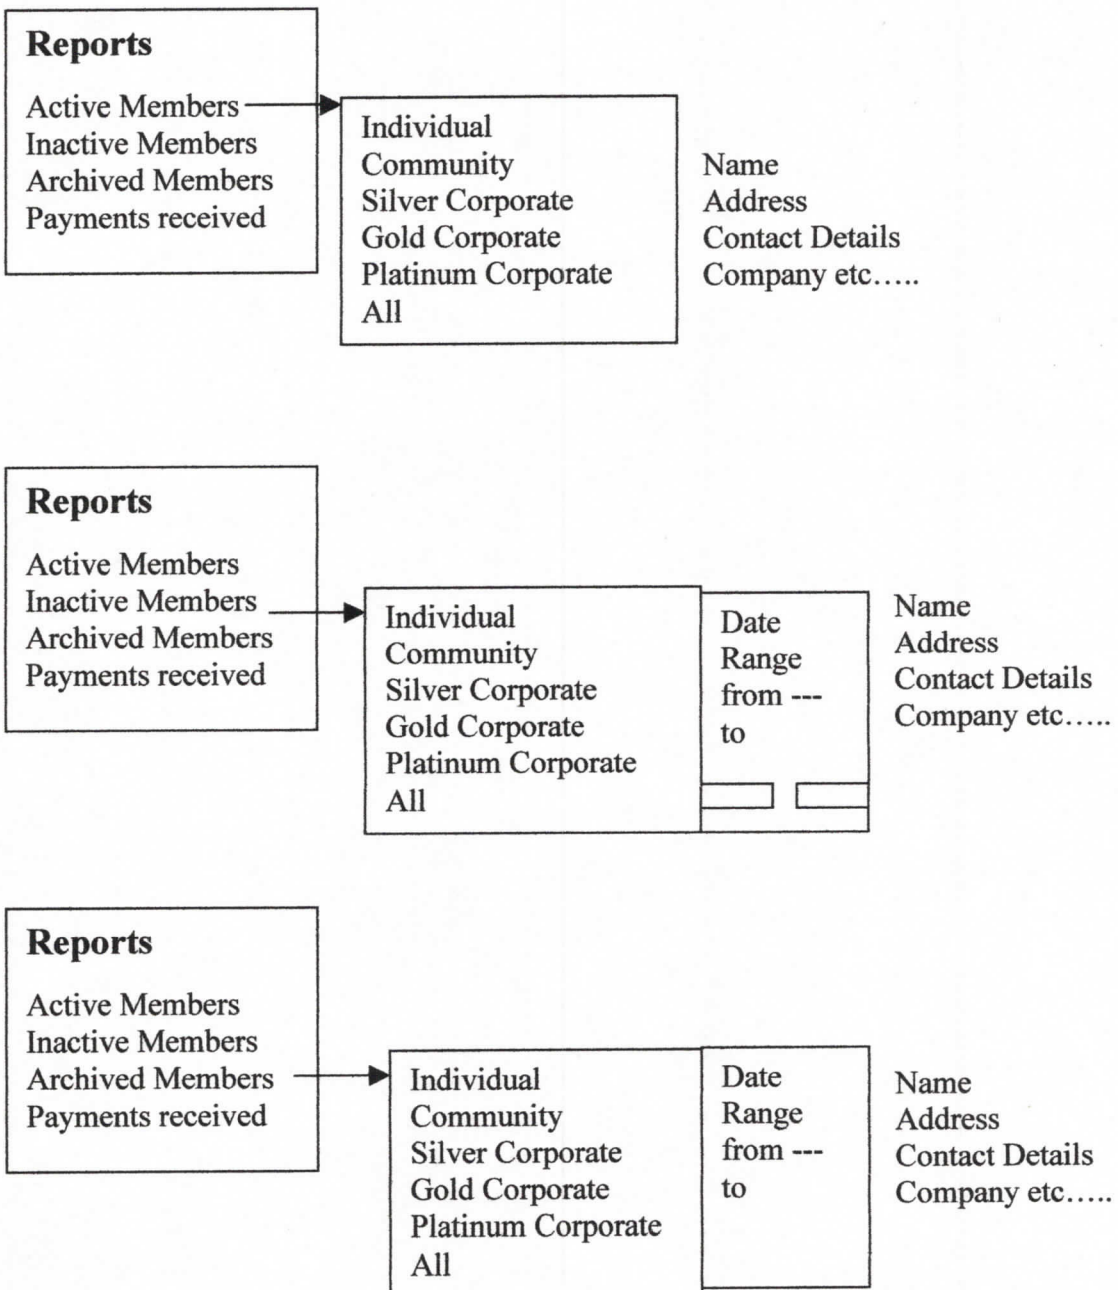 Reports
Active Members
Inactive Members
Archived Members
Payments received
Individual
Community
Silver Corporate
Gold Corporate
Platinum Corporate
All
Name
Address
Contact Details
Company etc…..
Reports
Active Members
Inactive Members
Archived Members
Payments received
Individual
Community
Silver Corporate
Gold Corporate
Platinum Corporate
All
Date
Range
from ---
to
Name
Address
Contact Details
Company etc…..
Reports
Active Members
Inactive Members
Archived Members
Payments received
Individual
Community
Silver Corporate
Gold Corporate
Platinum Corporate
All
Date
Range
from ---
to
Name
Address
Contact Details
Company etc…..